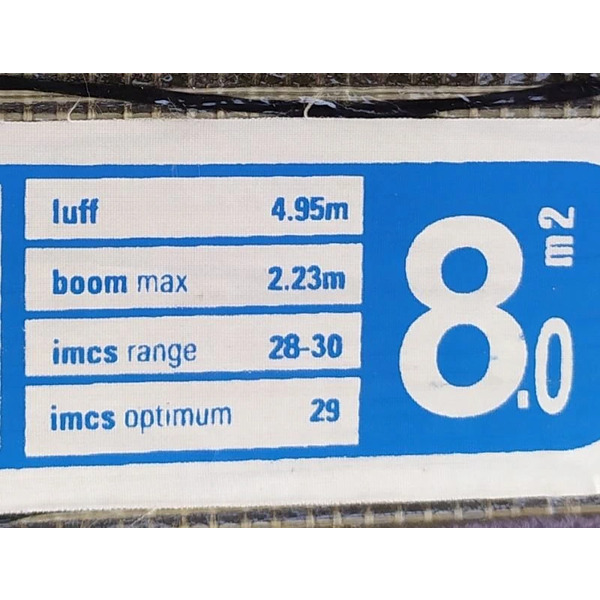 luff 4.95m
boom max 2.23m
imcs range 28-30
imcs optimum 29
8.0 m2